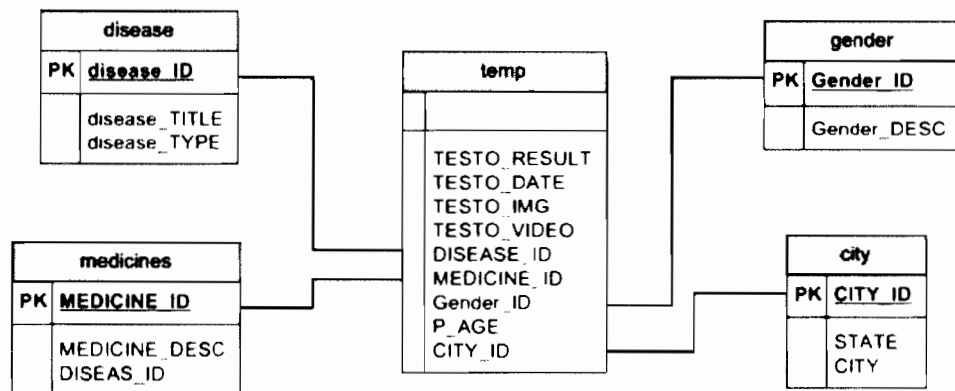 disease
PK disease_ID
disease_TITLE
disease_TYPE
temp
TESTO_RESULT
TESTO_DATE
TESTO_IMG
TESTO_VIDEO
DISEASE_ID
MEDICINE_ID
Gender_ID
P_AGE
CITY_ID
gender
PK Gender_ID
Gender_DESC
medicines
PK MEDICINE_ID
MEDICINE_DESC
DISEAS_ID
city
PK CITY_ID
STATE
CITY